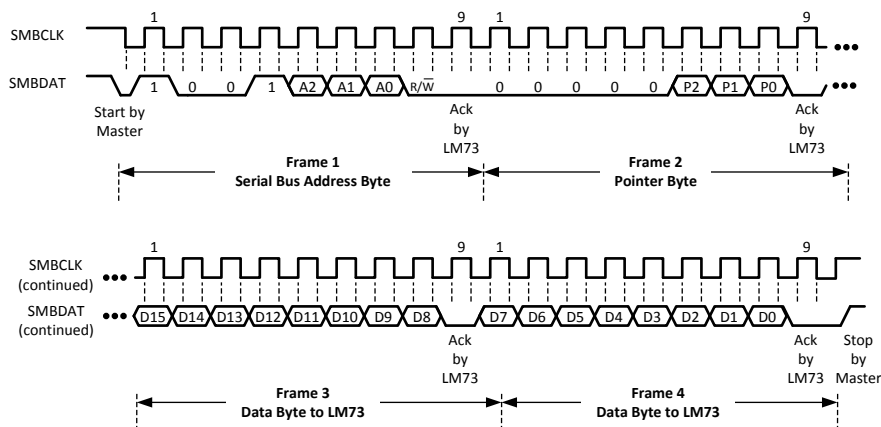 1 9 1 9
SMBCLK
SMBDAT
1 0 0 1 A2 A1 A0 R/W̅ 0 0 0 0 0 P2 P1 P0
Start by
Master
Ack
by
LM73
Ack
by
LM73
Frame 1
Serial Bus Address Byte
Frame 2
Pointer Byte
1 9 1 9
SMBCLK
(continued)
SMBDAT
(continued)
D15 D14 D13 D12 D11 D10 D9 D8 D7 D6 D5 D4 D3 D2 D1 D0
Ack
by
LM73
Ack
by
LM73
Stop
by
Master
Frame 3
Data Byte to LM73
Frame 4
Data Byte to LM73